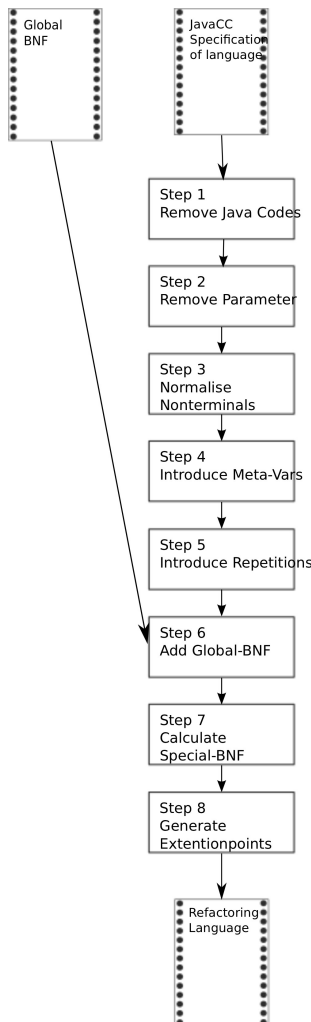 Global
BNF
JavaCC
Specification
of language
Step 1
Remove Java Codes
Step 2
Remove Parameter
Step 3
Normalise
Nonterminals
Step 4
Introduce Meta-Vars
Step 5
Introduce Repetitions
Step 6
Add Global-BNF
Step 7
Calculate
Special-BNF
Step 8
Generate
Extentionpoints
Refactoring
Language